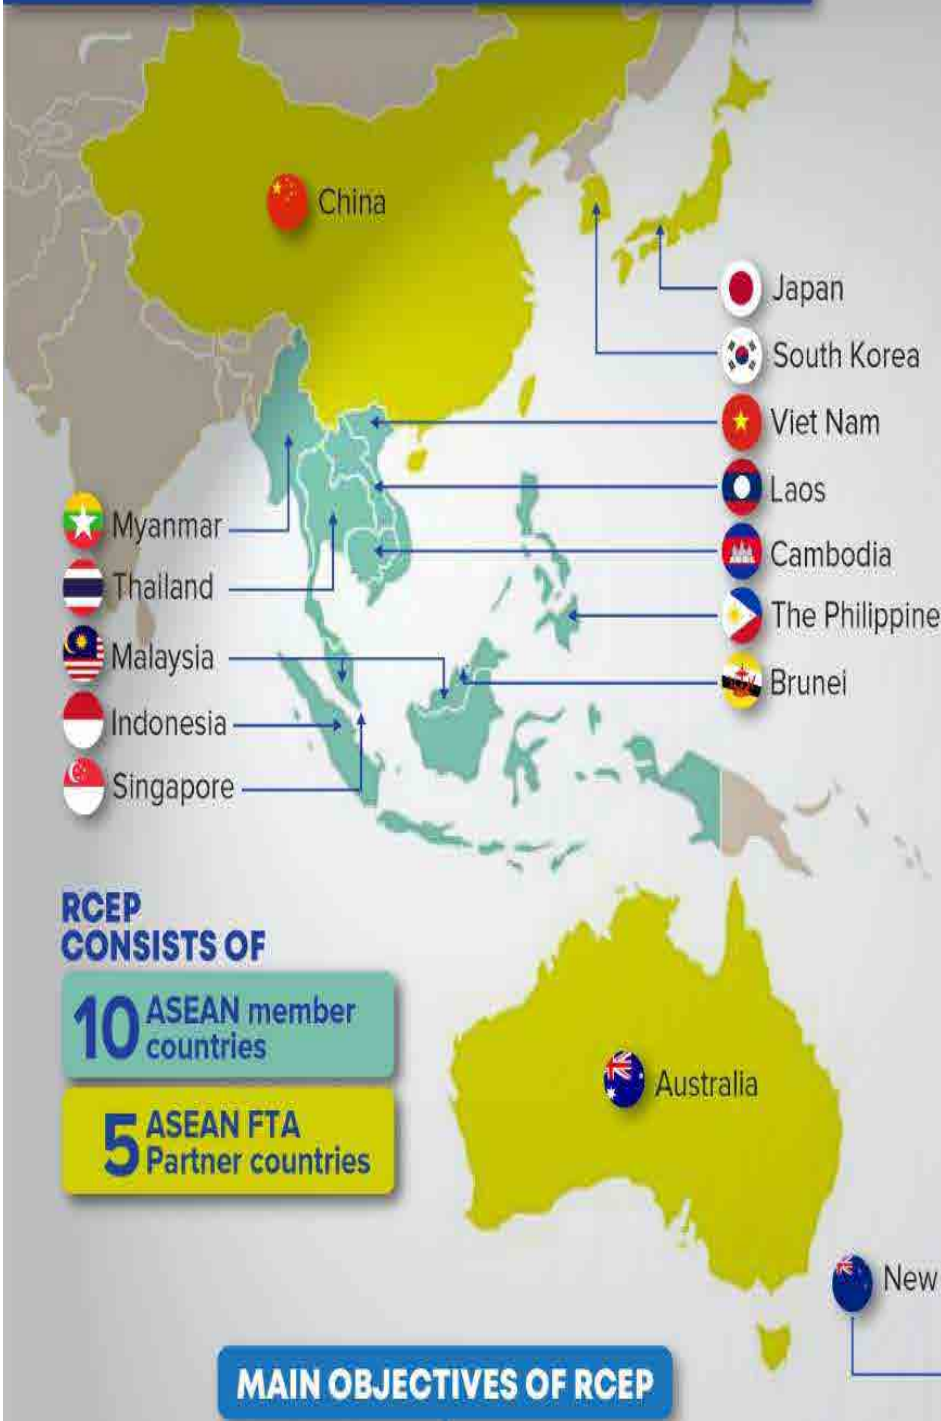 China
Japan
South Korea
Viet Nam
Laos
Cambodia
The Philippine
Brunei
Myanmar
Thailand
Malaysia
Indonesia
Singapore
RCEP
CONSISTS OF
10 ASEAN member
countries
5 ASEAN FTA
Partner countries
Australia
New
MAIN OBJECTIVES OF RCEP